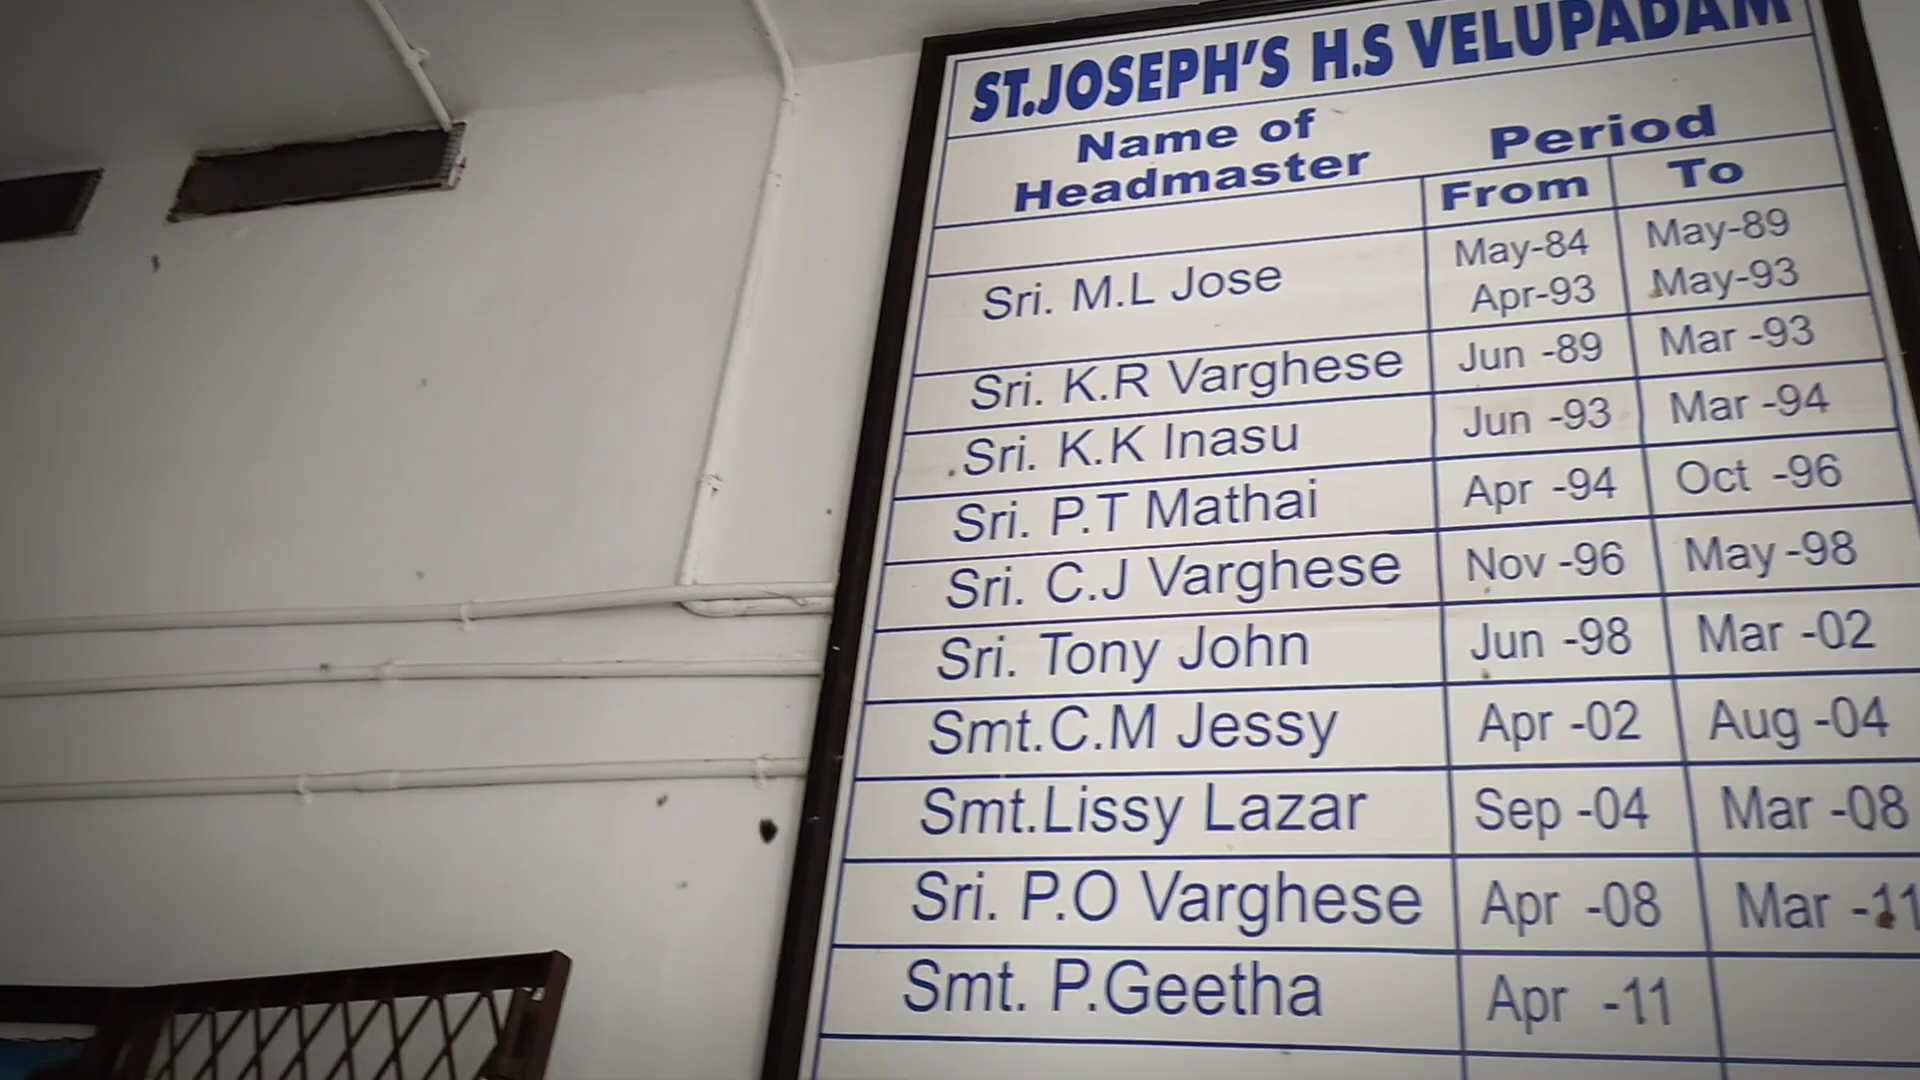 ST.JOSEPH'S H.S VELUPADAM
Name of Headmaster Period
From To
Sri. M.L Jose May-84 May-89
Apr-93 May-93
Sri. K.R Varghese Jun -89 Mar -93
Sri. K.K Inasu Jun -93 Mar -94
Sri. P.T Mathai Apr -94 Oct -96
Sri. C.J Varghese Nov -96 May -98
Sri. Tony John Jun -98 Mar -02
Smt.C.M Jessy Apr -02 Aug -04
Smt.Lissy Lazar Sep -04 Mar -08
Sri. P.O Varghese Apr -08 Mar -11
Smt. P.Geetha Apr -11